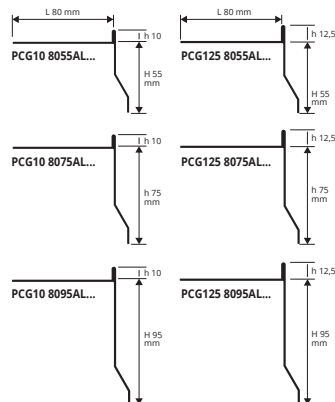 L 80 mm
h 10
PCG10 8055AL...
H 55
mm
L 80 mm
h 12,5
PCG125 8055AL...
H 55
mm
h 10
PCG10 8075AL...
h 75
mm
h 12,5
PCG125 8075AL...
h 75
mm
h 10
PCG10 8095AL...
H 95
mm
h 12,5
PCG125 8095AL...
H 95
mm